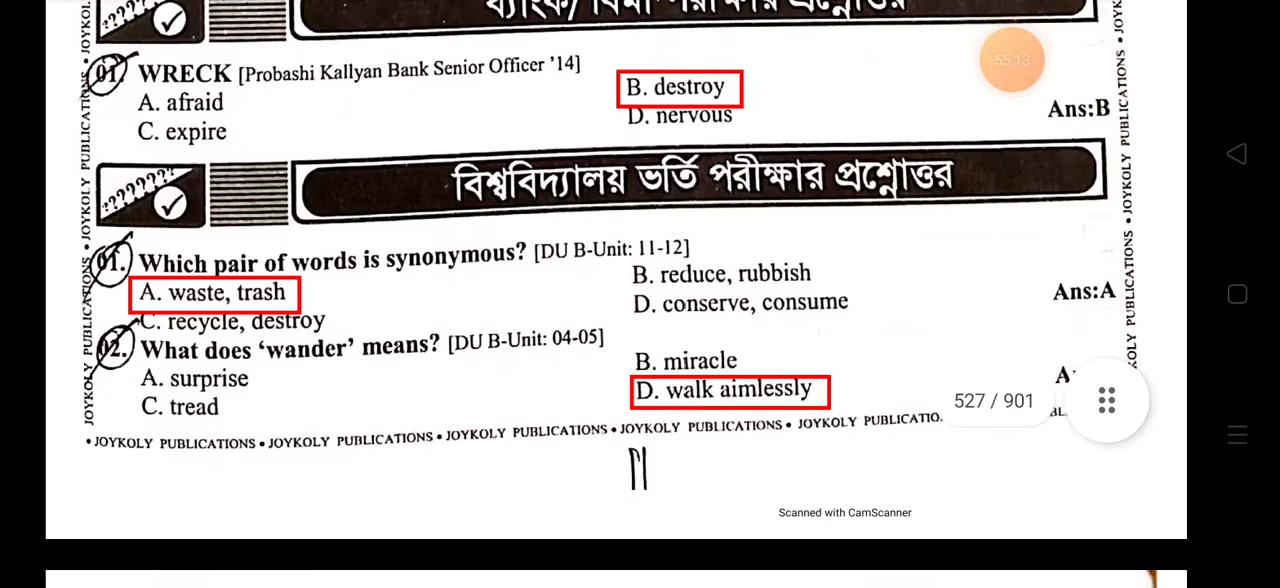 ব্যাংক/ বিমা পরীক্ষার প্রশ্নোত্তর
55:13
01. WRECK [Probashi Kallyan Bank Senior Officer '14]
A. afraid
B. destroy
C. expire
D. nervous
Ans:B
??????? বিশ্ববিদ্যালয় ভর্তি পরীক্ষার প্রশ্নোত্তর
01. Which pair of words is synonymous? [DU B-Unit: 11-12]
A. waste, trash
B. reduce, rubbish
C. recycle, destroy
D. conserve, consume
Ans:A
02. What does 'wander' means? [DU B-Unit: 04-05]
A. surprise
B. miracle
C. tread
D. walk aimlessly
527 / 901
• JOYKOLY PUBLICATIONS • JOYKOLY PUBLICATIONS • JOYKOLY PUBLICATIONS • JOYKOLY PUBLICATIONS • JOYKOLY PUBLICATIO.
Scanned with CamScanner